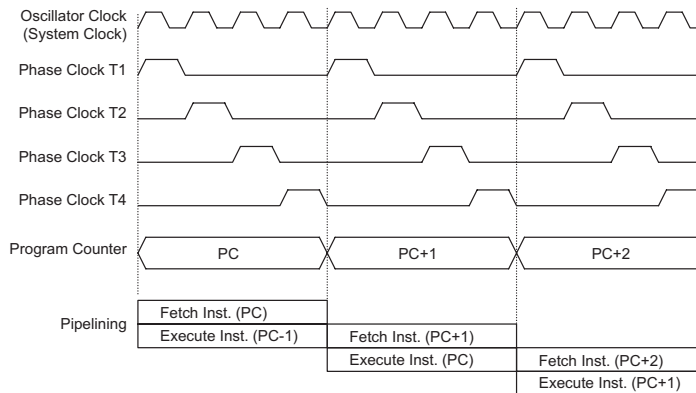 Oscillator Clock
(System Clock)
Phase Clock T1
Phase Clock T2
Phase Clock T3
Phase Clock T4
Program Counter
PC
PC+1
PC+2
Pipelining
Fetch Inst. (PC)
Execute Inst. (PC-1)
Fetch Inst. (PC+1)
Execute Inst. (PC)
Fetch Inst. (PC+2)
Execute Inst. (PC+1)